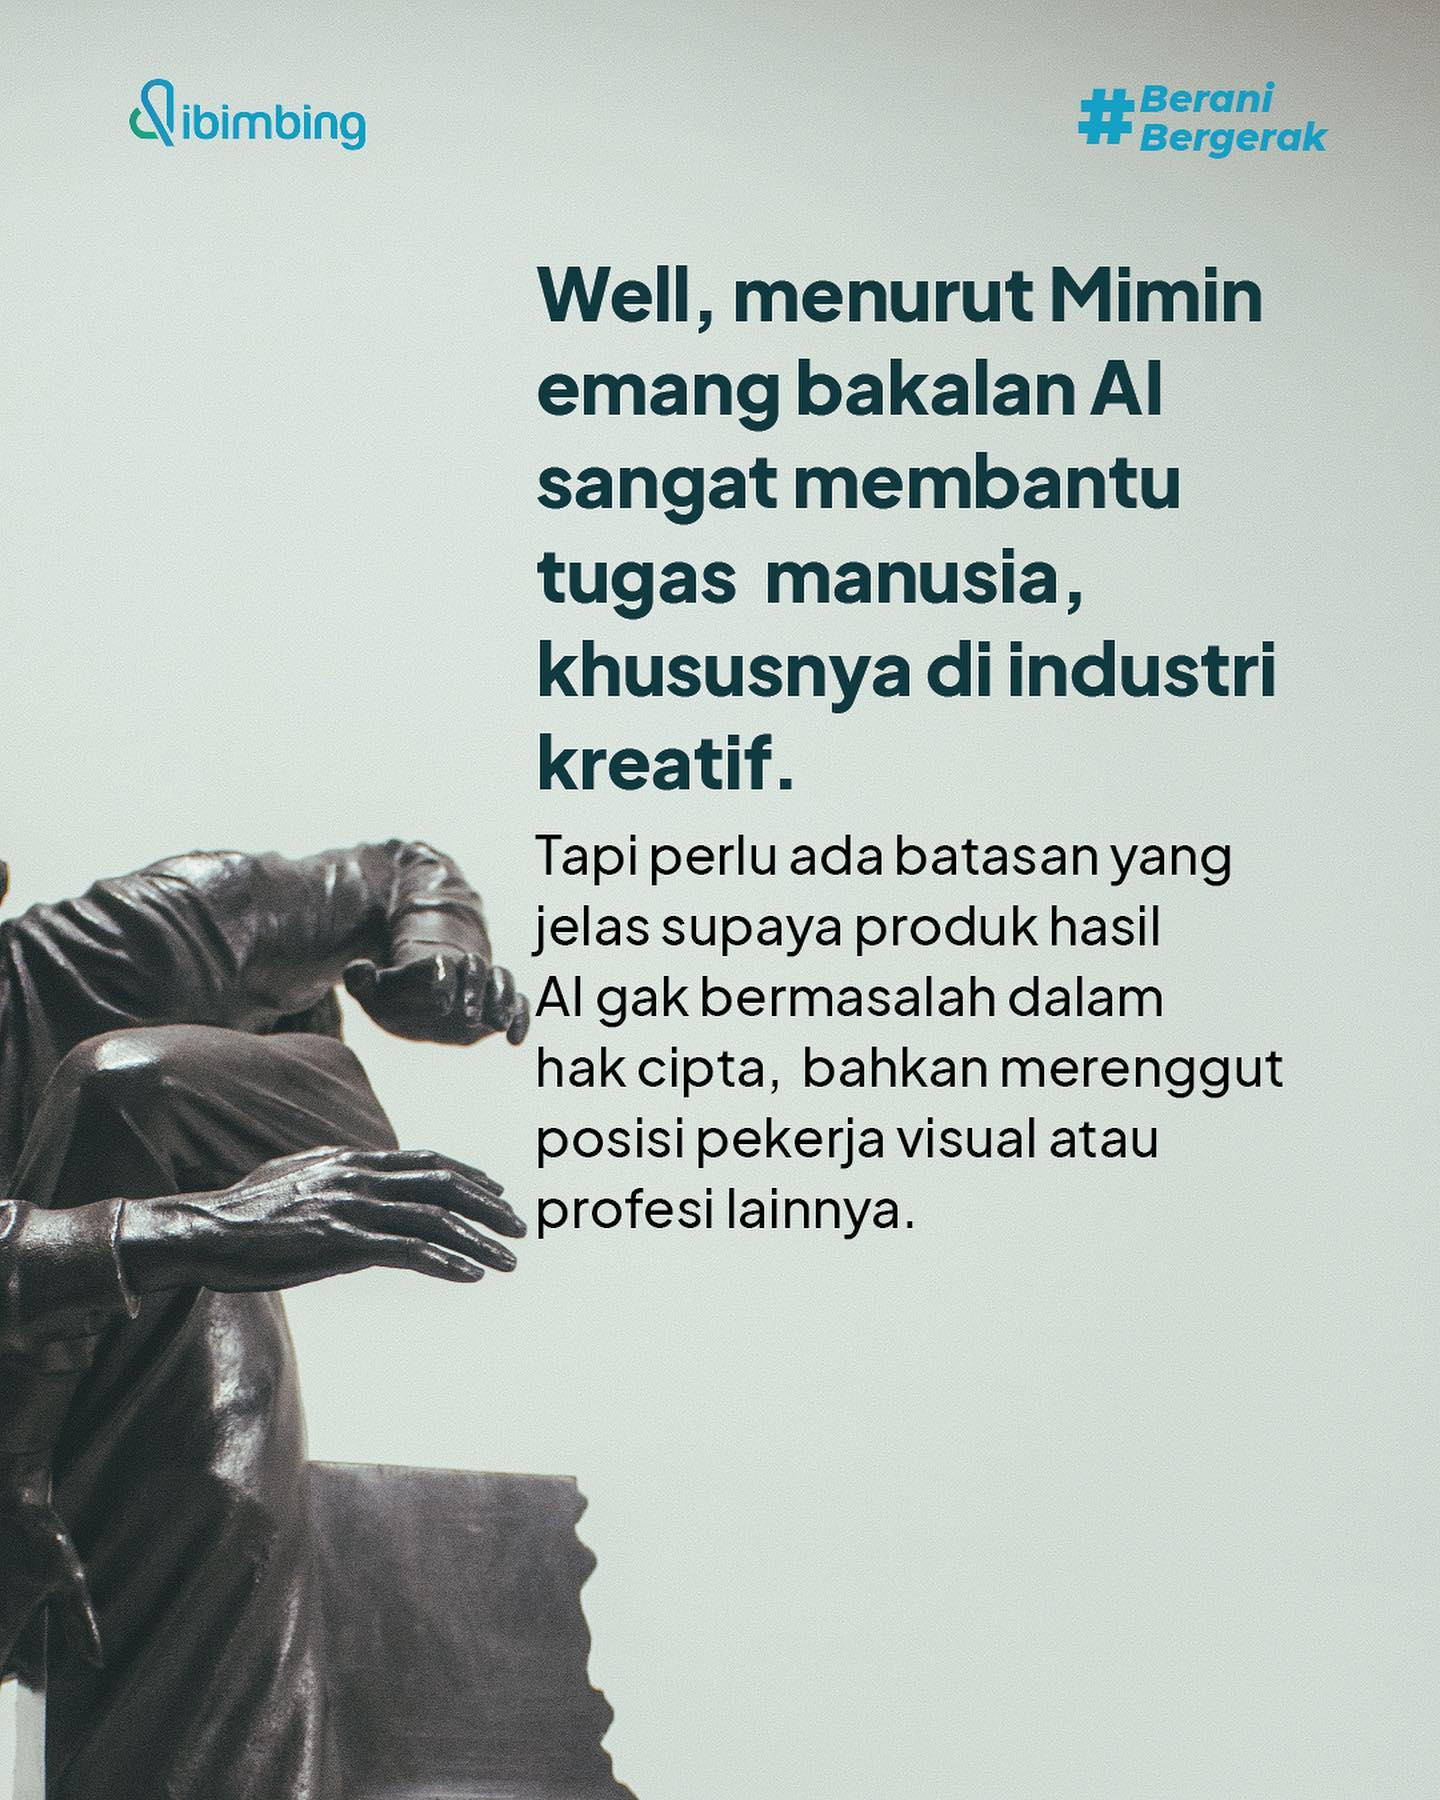 dibimbing
#Berani
Bergerak
Well, menurut Mimin
emang bakalan AI
sangat membantu
tugas  manusia,
khususnya di industri
kreatif.
Tapi perlu ada batasan yang
jelas supaya produk hasil
AI gak bermasalah dalam
hak cipta,  bahkan merenggut
posisi pekerja visual atau
profesi lainnya.